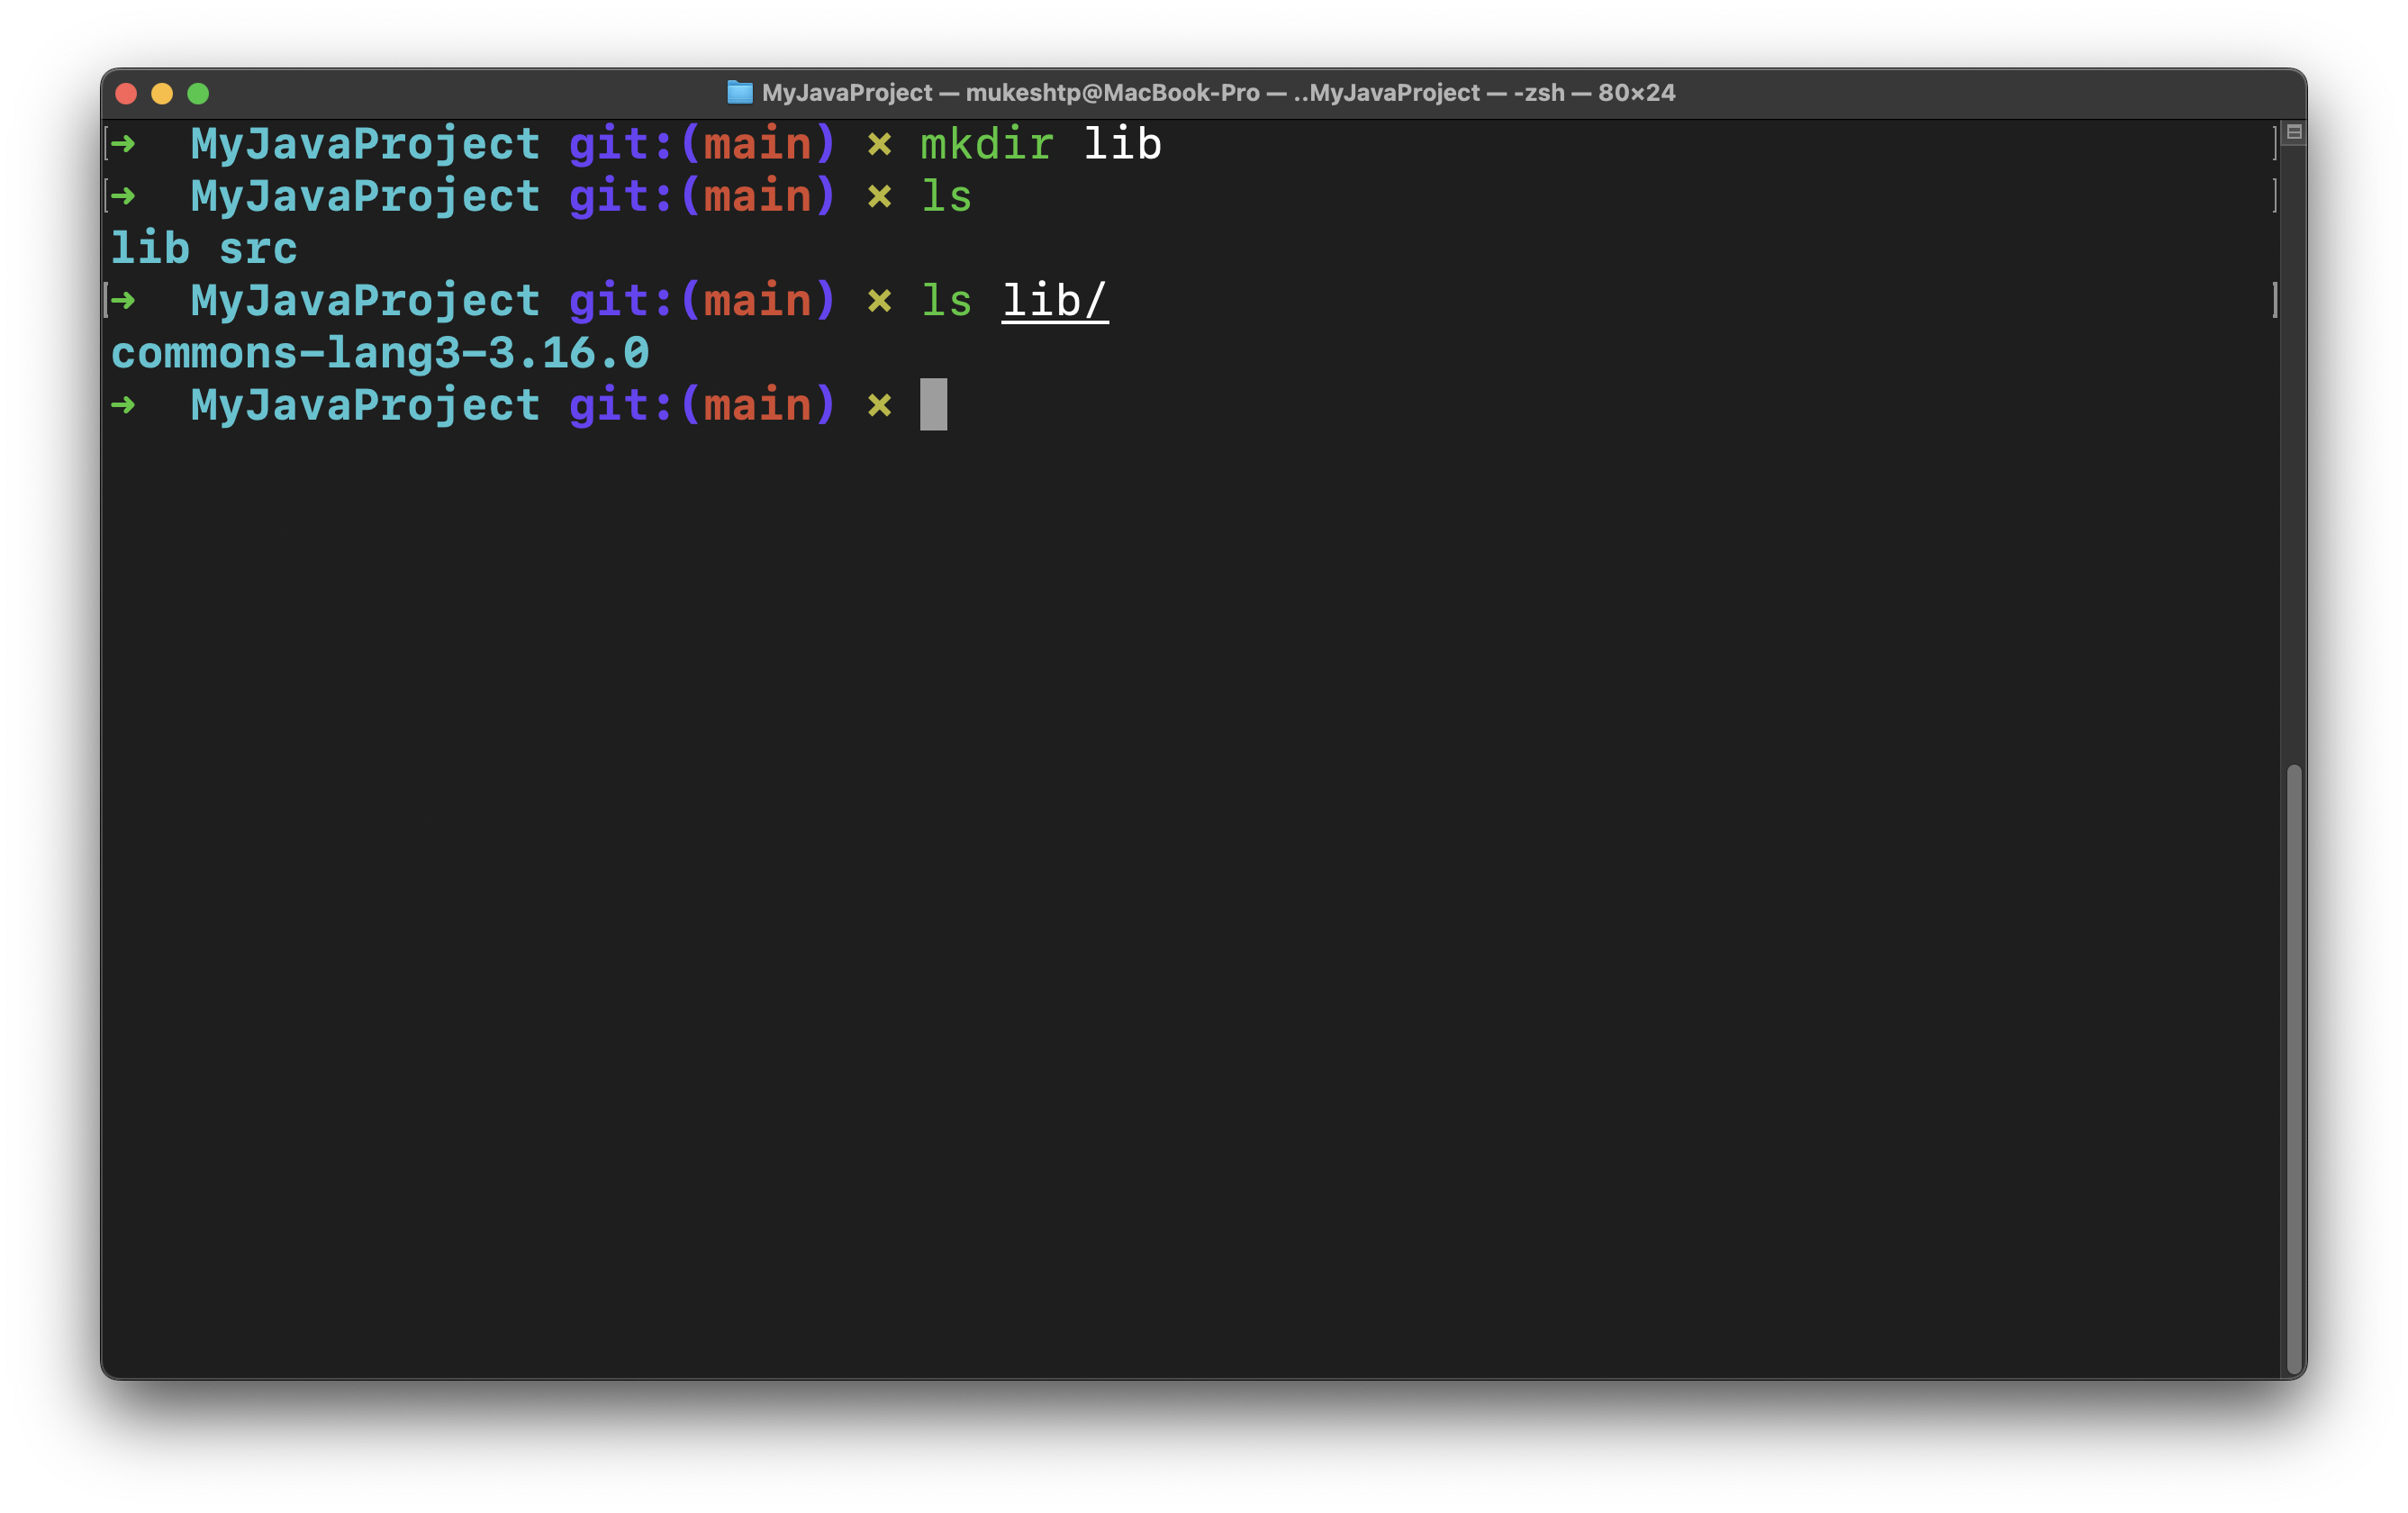 MyJavaProject — mukeshtp@MacBook-Pro — ..MyJavaProject — -zsh — 80×24
[➜  MyJavaProject git:(main) × mkdir lib ]
[➜  MyJavaProject git:(main) × ls ]
lib src
[➜  MyJavaProject git:(main) × ls lib/ ]
commons-lang3-3.16.0
➜  MyJavaProject git:(main) ×